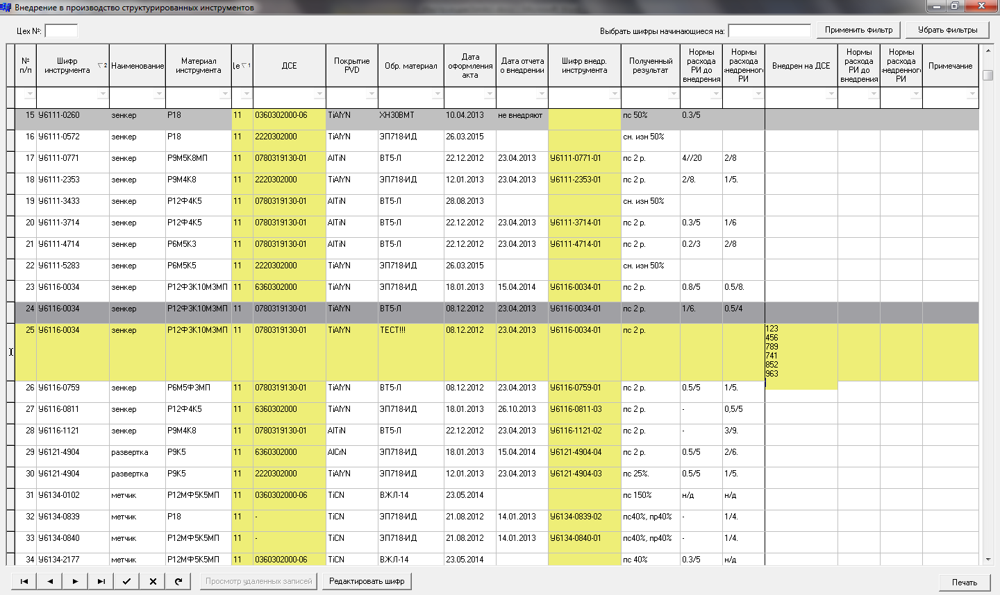 Внедрение в производство структурированных инструментов
Цех №:
Выбрать шифры начинающиеся на:
Применить фильтр
Убрать фильтры
№ п/п
Шифр инструмента
2
Наименование
Материал инструмента
1
ДСЕ
Покрытие PVD
Обр. материал
Дата оформления акта
Дата отчета о внедрении
Шифр внедр. инструмента
Полученный результат
Нормы расхода РИ до внедрения
Нормы расхода недренного РИ
Внедрен на ДСЕ
Нормы расхода РИ до внедрения
Нормы расхода недренного РИ
Примечание
15 У6111-0260 зенкер Р18 11 0360302000-06 TiAlYN ХН30ВМТ 10.04.2013 не внедряют пс 50% 0.3/5
16 У6111-0572 зенкер Р18 11 2220302000 TiAlYN ЭП718-ИД 26.03.2015 сн. изн 50%
17 У6111-0771 зенкер Р9М5К8МП 11 0780319130-01 AlTiN ВТ5-Л 22.12.2012 23.04.2013 У6111-0771-01 пс 2 р. 4//20 2/8
18 У6111-2353 зенкер Р9М4К8 11 2220302000 TiAlYN ЭП718-ИД 12.01.2013 23.04.2013 У6111-2353-01 пс 2 р. 2/8. 1/5.
19 У6111-3433 зенкер Р12Ф4К5 11 0780319130-01 AlTiN ВТ5-Л 28.08.2013 сн. изн 50%
20 У6111-3714 зенкер Р12Ф4К5 11 0780319130-01 AlTiN ВТ5-Л 22.12.2012 23.04.2013 У6111-3714-01 пс 2 р. 0.3/5 1/6
21 У6111-4714 зенкер Р6М5К3 11 0780319130-01 AlTiN ВТ5-Л 22.12.2012 23.04.2013 У6111-4714-01 пс 2 р. 0.2/3 2/8
22 У6111-5283 зенкер Р6М5К5 11 2220302000 TiAlYN ЭП718-ИД 26.03.2015 сн. изн 50%
23 У6116-0034 зенкер Р12Ф3К10М3МП 11 6360302000 TiAlYN ЭП718-ИД 18.01.2013 15.04.2014 У6116-0034-01 пс 2 р. 0.8/5 0.5/8.
24 У6116-0034 зенкер Р12Ф3К10М3МП 11 0780319130-01 TiAlYN ВТ5-Л 08.12.2012 23.04.2013 У6116-0034-01 пс 2 р. 1/6. 0.5/4
25 У6116-0034 зенкер Р12Ф3К10М3МП 11 0780319130-01 TiAlYN ТЕСТ!!! 08.12.2012 23.04.2013 У6116-0034-01 пс 2 р. 123
456
789
741
852
963
26 У6116-0759 зенкер Р6М5Ф3МП 11 0780319130-01 TiAlYN ВТ5-Л 08.12.2012 23.04.2013 У6116-0759-01 пс 2 р. 0.5/5 1/5.
27 У6116-0811 зенкер Р12Ф4К5 11 6360302000 TiAlYN ЭП718-ИД 18.01.2013 26.10.2013 У6116-0811-03 пс 2 р. - 0,5/5
28 У6116-1121 зенкер Р9М4К8 11 0780319130-01 AlTiN ВТ5-Л 22.12.2012 23.04.2013 У6116-1121-02 пс 2 р. - 3/9.
29 У6121-4904 развертка Р9К5 11 6360302000 AlCrN ЭП718-ИД 18.01.2013 15.04.2014 У6121-4904-04 пс 2 р. 0.5/5 2/6.
30 У6121-4904 развертка Р9К5 11 2220302000 TiAlYN ЭП718-ИД 12.01.2013 23.04.2013 У6121-4904-03 пс 25%. 0.5/5 1/5.
31 У6134-0102 метчик Р12МФ5К5МП 11 0360302000-06 TiCN ВЖЛ-14 23.05.2014 пс 150% н/д н/д
32 У6134-0839 метчик Р18 11 - TiCN ЭП718-ИД 21.08.2012 14.01.2013 У6134-0839-02 пс40%, пр40% - 1/4.
33 У6134-0840 метчик Р12МФ5К5МП 11 - TiCN ЭП718-ИД 21.08.2012 14.01.2013 У6134-0840-01 пс40%, пр40% - 1/4.
34 У6134-2177 метчик Р12МФ5К5МП 11 0360302000-06 TiCN ВЖЛ-14 23.05.2014 пс 40% 0.3/5 н/д
Просмотр удаленных записей
Редактировать шифр
Печать